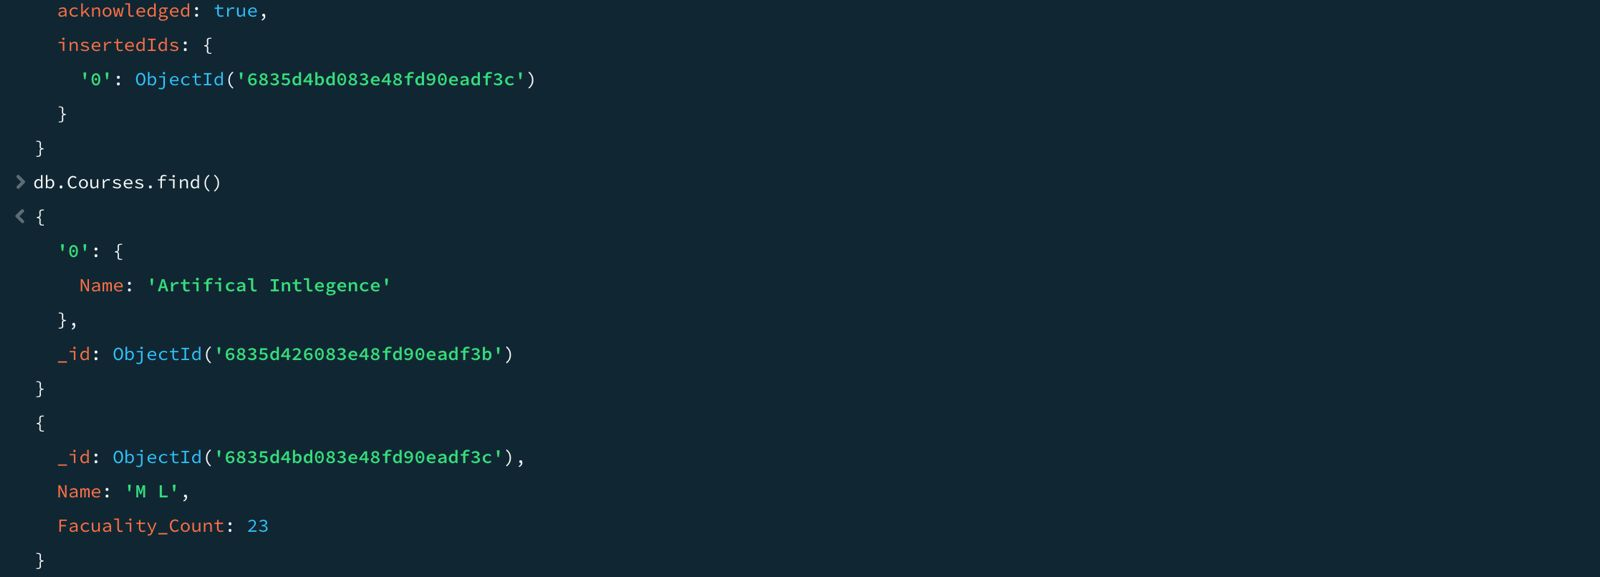 acknowledged: true,
insertedIds: {
'0': ObjectId('6835d4bd083e48fd90eadf3c')
}
}
> db.Courses.find()
< {
'0': {
Name: 'Artifical Intlegence'
},
_id: ObjectId('6835d426083e48fd90eadf3b')
}
{
_id: ObjectId('6835d4bd083e48fd90eadf3c'),
Name: 'M L',
Facuality_Count: 23
}